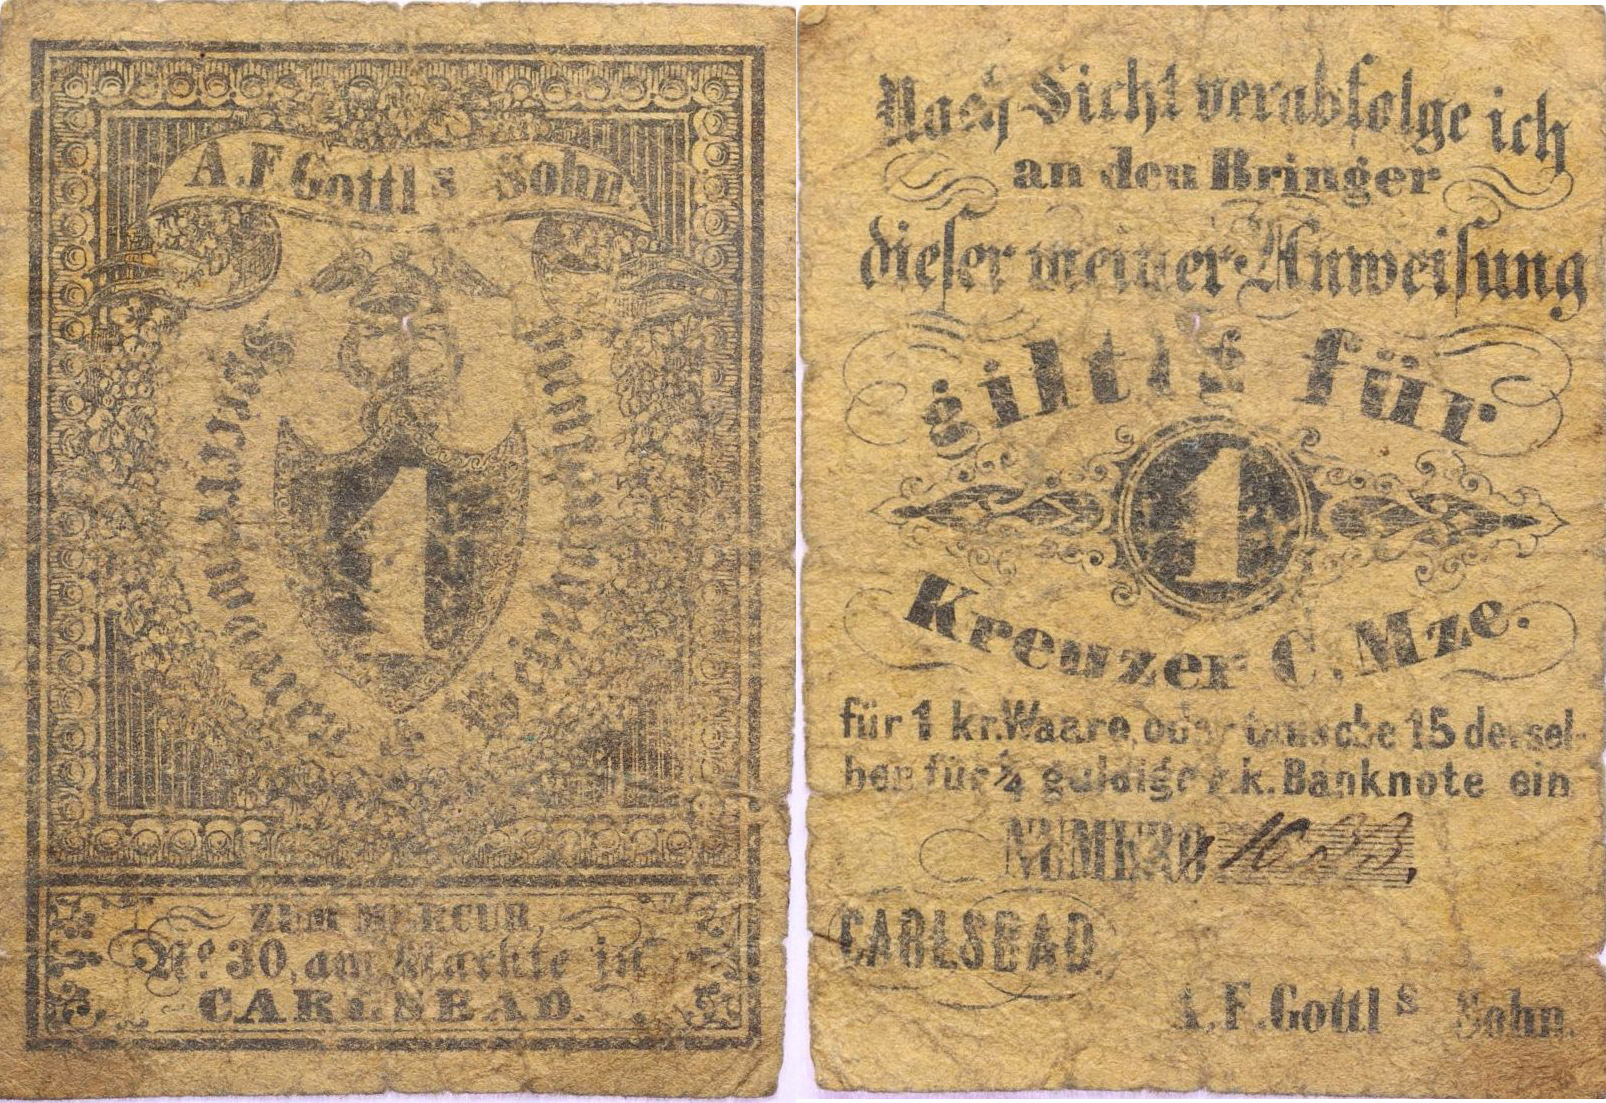 A.F. Gottl s Sohn.
1
ZUM MERCUR,
No. 30, am Markte in
CARLSBAD.
Nach Sicht verabfolge ich
an den Bringer
dieser meiner Anweisung
giltig für
1
Kreuzer C. Mze.
für 1 kr. Waare, oder tausche 15 dersel-
ben für ¼ guldige k.k. Banknote ein
NUMERO
CARLSBAD
A. F. Gottl s Sohn.